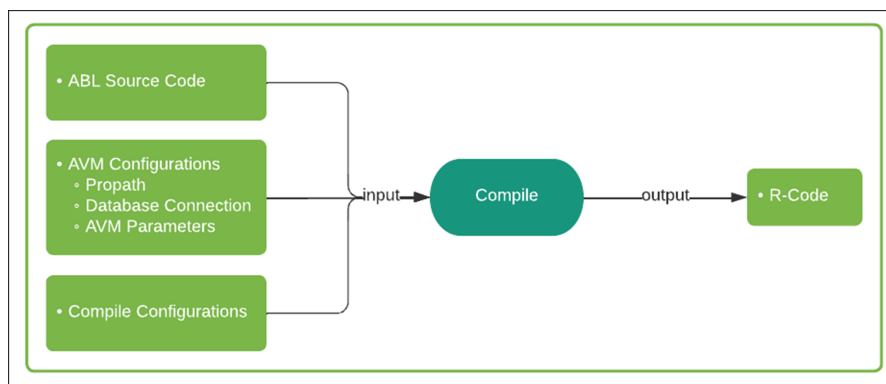 • ABL Source Code
• AVM Configurations
◦ Propath
◦ Database Connection
◦ AVM Parameters
• Compile Configurations
input
Compile
output
• R-Code